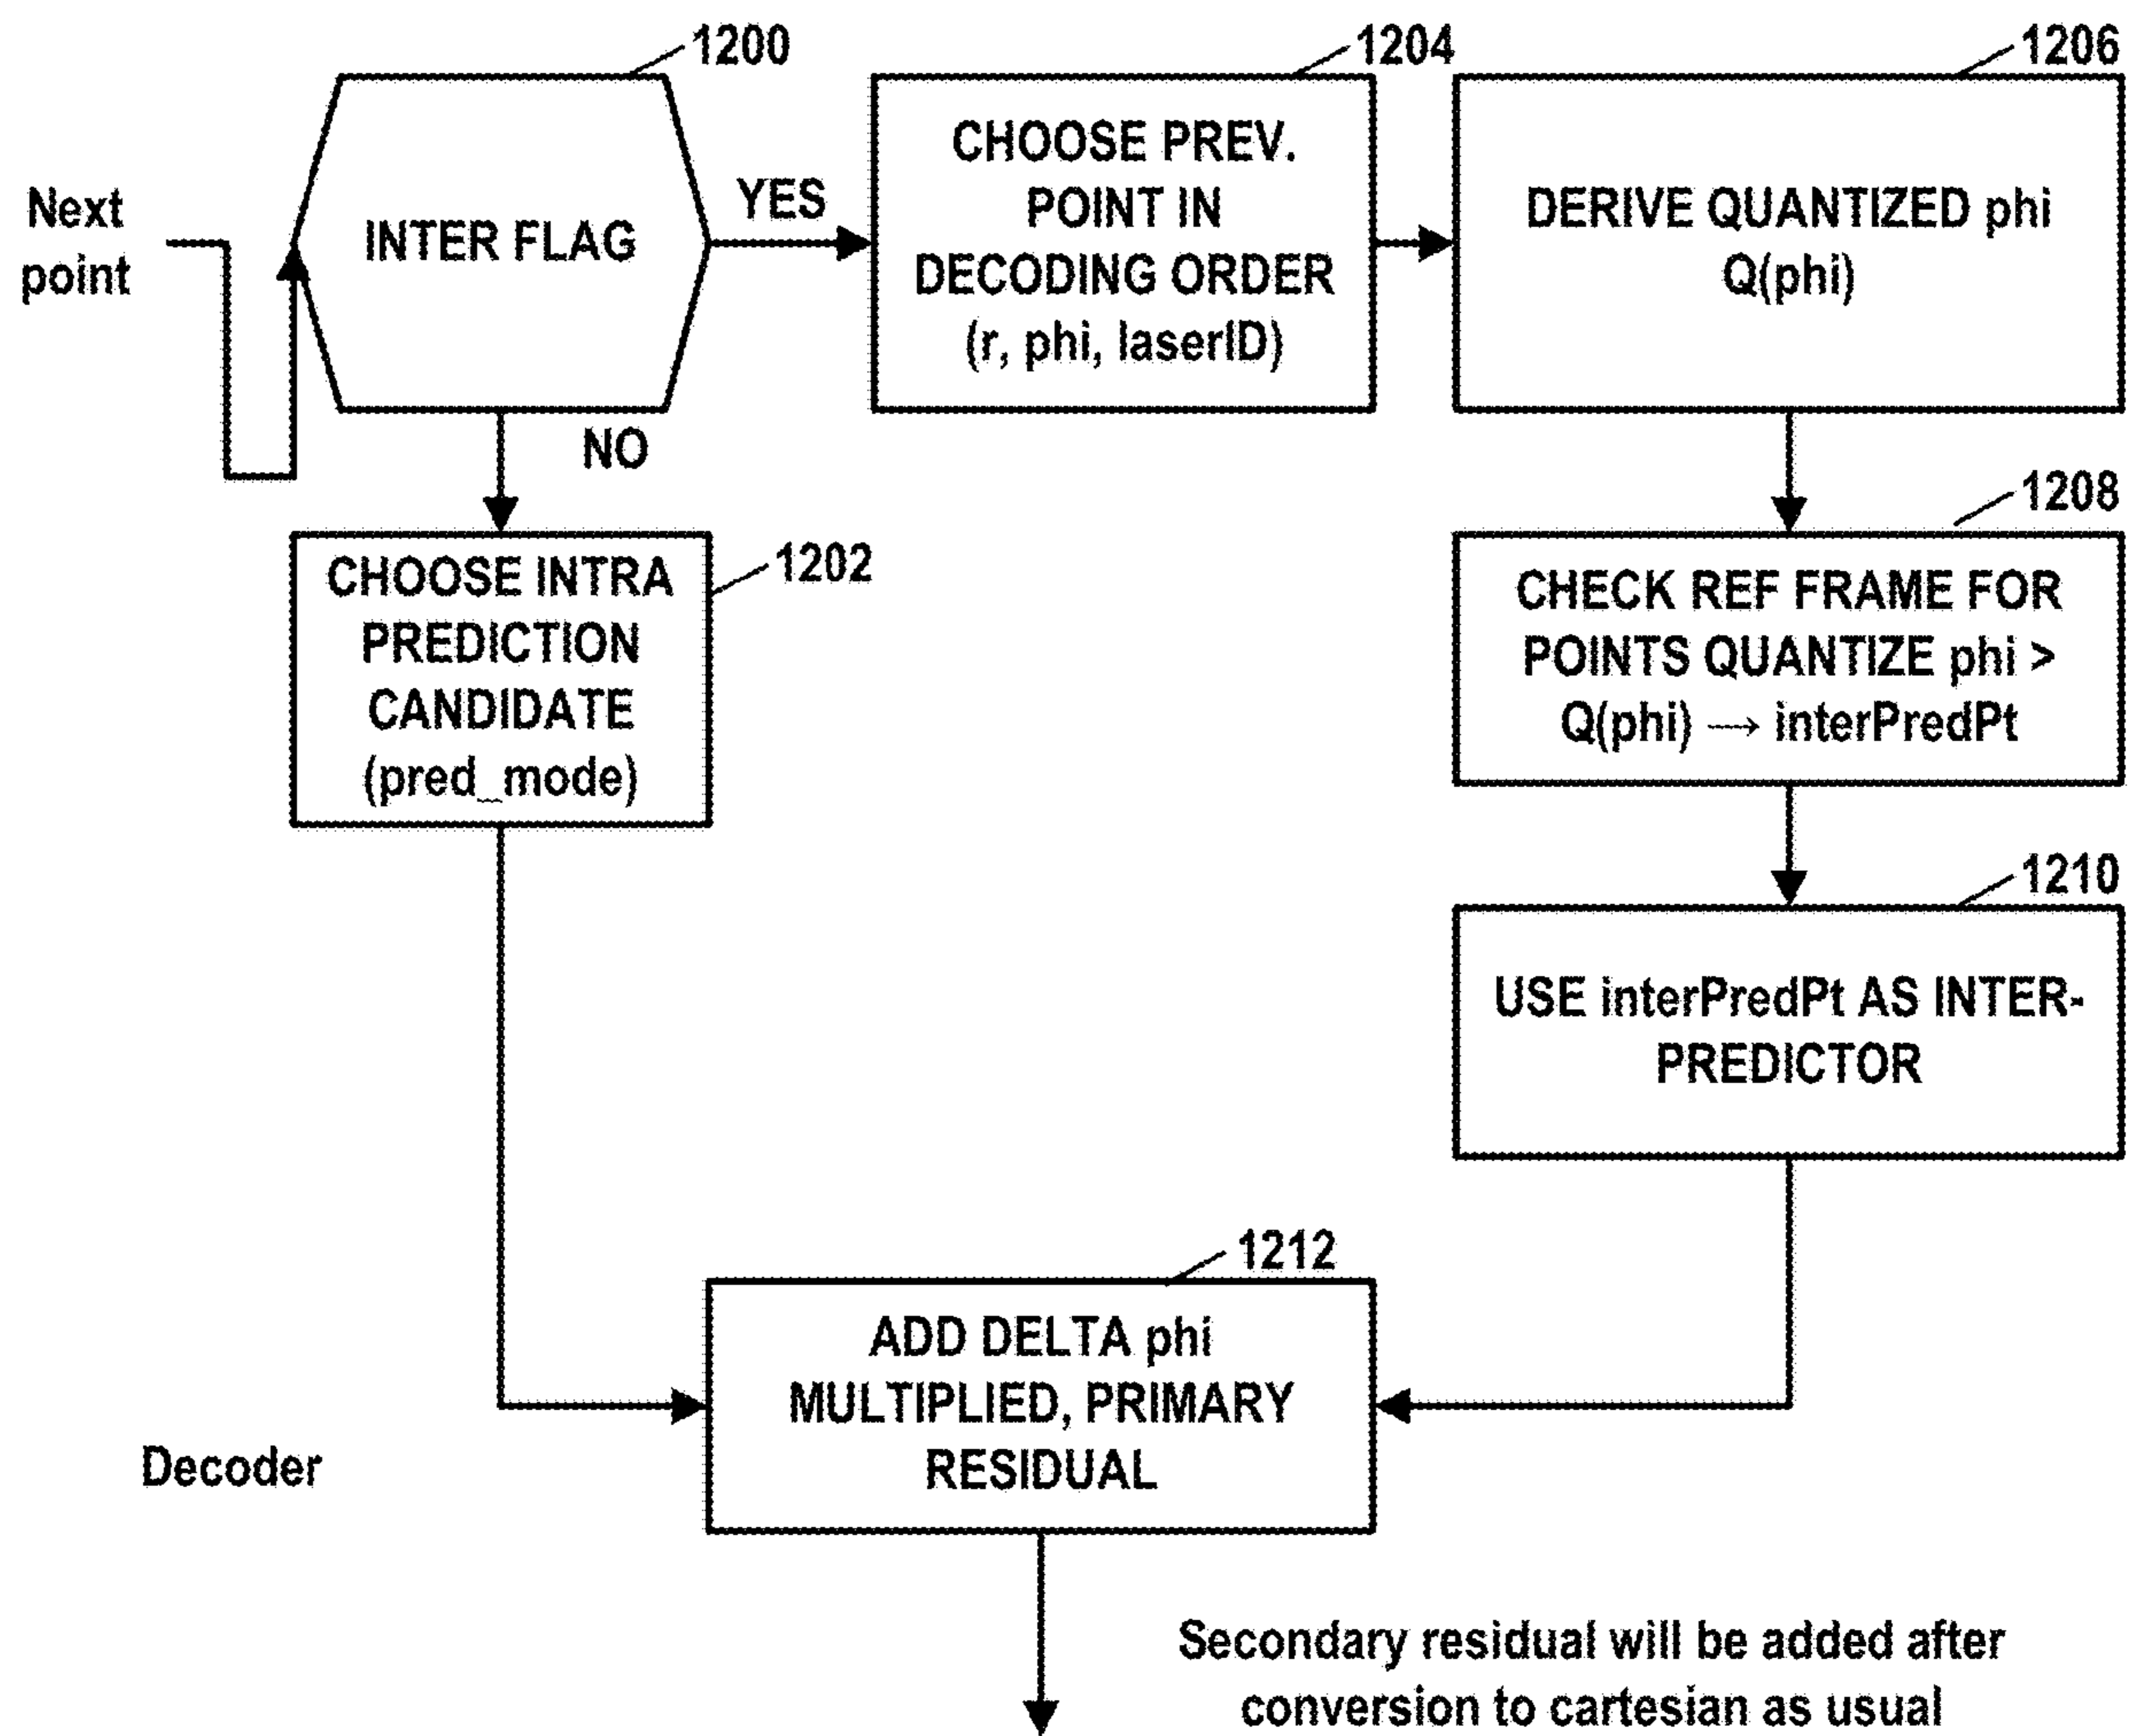 1200
1204
1206
Next
point
INTER FLAG
YES
NO
CHOOSE PREV.
POINT IN
DECODING ORDER
(r, phi, laserID)
DERIVE QUANTIZED phi
Q(phi)
1202
CHOOSE INTRA
PREDICTION
CANDIDATE
(pred_mode)
1208
CHECK REF FRAME FOR
POINTS QUANTIZE phi >
Q(phi) → interPredPt
1210
USE interPredPt AS INTER-
PREDICTOR
1212
ADD DELTA phi
MULTIPLIED, PRIMARY
RESIDUAL
Decoder
Secondary residual will be added after
conversion to cartesian as usual